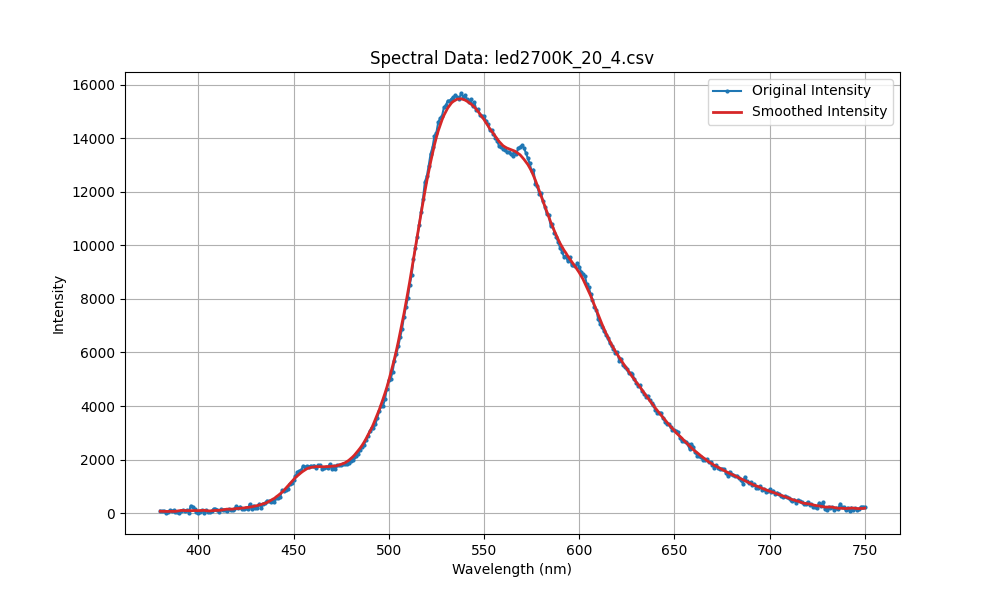 Spectral Data: led2700K_20_4.csv
Original Intensity
Smoothed Intensity
16000
14000
12000
10000
8000
6000
4000
2000
0
Intensity
400 450 500 550 600 650 700 750
Wavelength (nm)